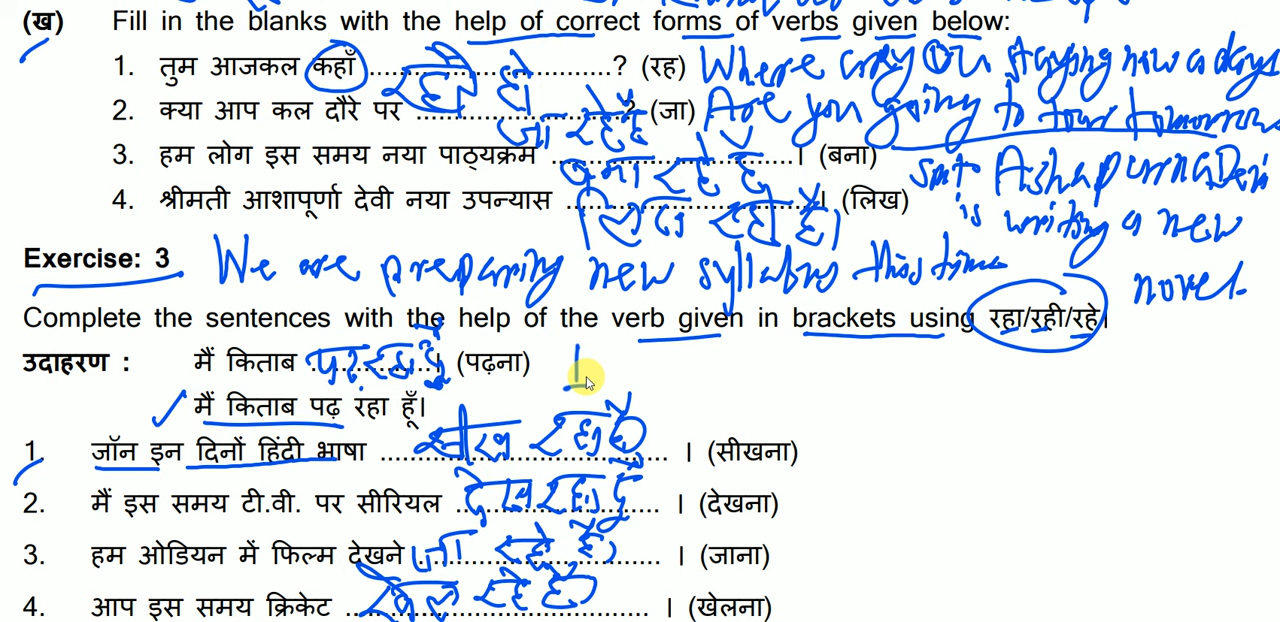 (ख) Fill in the blanks with the help of correct forms of verbs given below:
1. तुम आजकल कहाँ रहते हो ? (रह) Where are you staying now a days
2. क्या आप कल दौरे पर जा रहे हैं ? (जा) Are you going to tour tomorrow
3. हम लोग इस समय नया पाठ्यक्रम बना रहे हैं । (बना) Smt Ashapurna Devi
4. श्रीमती आशापूर्णा देवी नया उपन्यास लिख रही हैं। (लिख) is writing a new
Exercise: 3 We are preparing new syllabus this time novel.
Complete the sentences with the help of the verb given in brackets using रहा/रही/रहे।
उदाहरण : मैं किताब पढ़ रहा हूँ । (पढ़ना)
मैं किताब पढ़ रहा हूँ।
1. जॉन इन दिनों हिंदी भाषा सीख रहा है । (सीखना)
2. मैं इस समय टी.वी. पर सीरियल देख रहा हूँ । (देखना)
3. हम ओडियन में फिल्म देखने जा रहे हैं । (जाना)
4. आप इस समय क्रिकेट खेल रहे हैं । (खेलना)